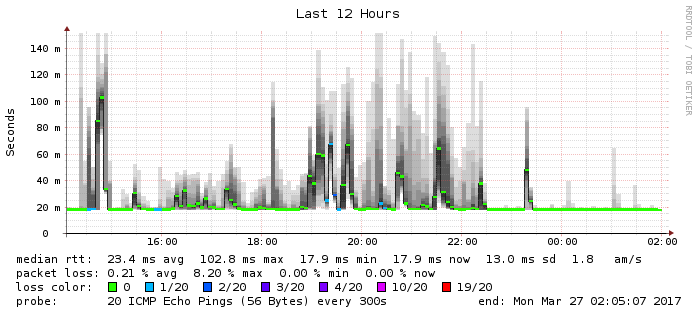 Last 12 Hours
RRDTOOL / TOBI OETIKER
Seconds
140 m
120 m
100 m
80 m
60 m
40 m
20 m
0
16:00 18:00 20:00 22:00 00:00 02:00
median rtt: 23.4 ms avg 102.8 ms max 17.9 ms min 17.9 ms now 13.0 ms sd 1.8 am/s
packet loss: 0.21 % avg 8.20 % max 0.00 % min 0.00 % now
loss color: 0 1/20 2/20 3/20 4/20 10/20 19/20
probe: 20 ICMP Echo Pings (56 Bytes) every 300s end: Mon Mar 27 02:05:07 2017